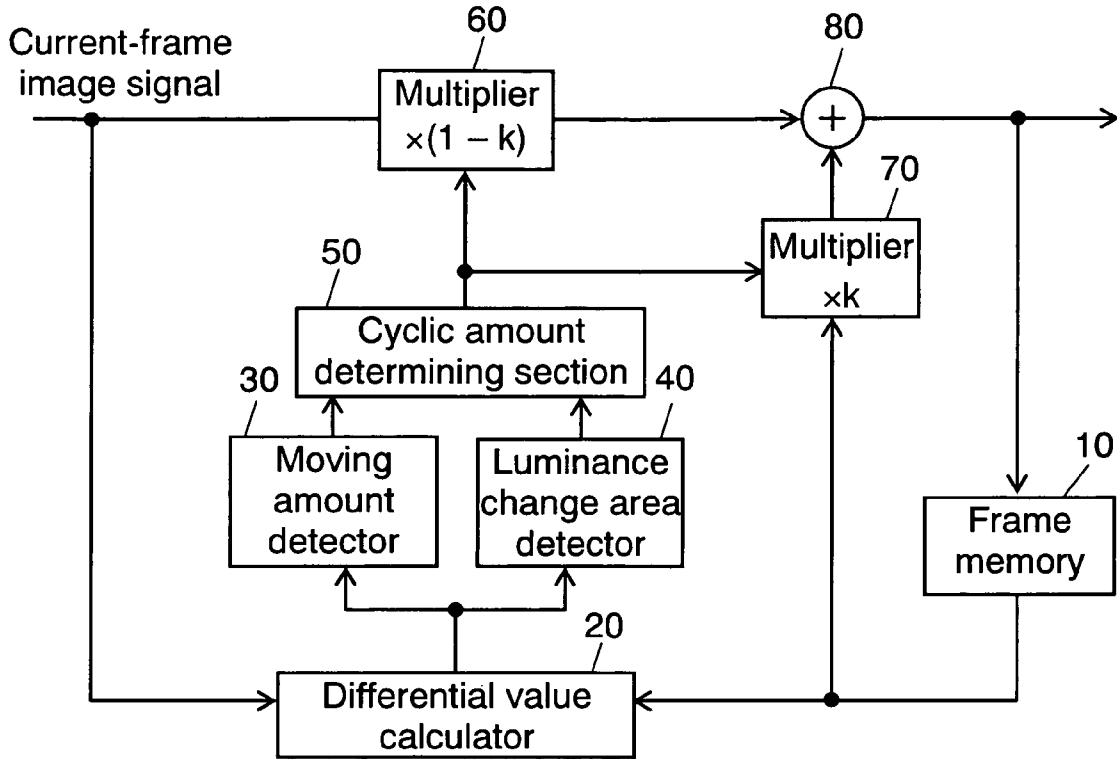 Current-frame
image signal
60
Multiplier
×(1 − k)
80
+
70
Multiplier
×k
50
Cyclic amount
determining section
30
Moving
amount
detector
40
Luminance
change area
detector
10
Frame
memory
20
Differential value
calculator